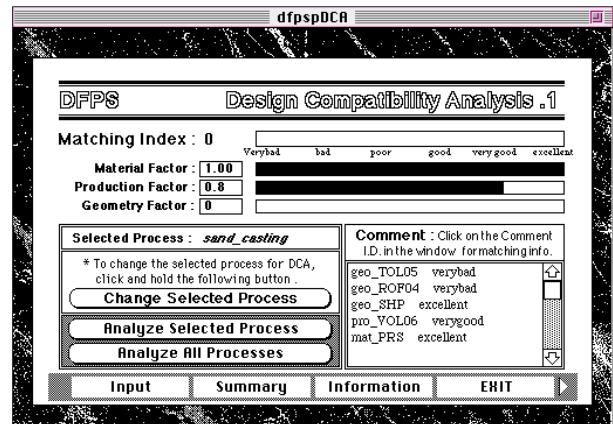 dfpspDCA
DFPS Design Compatibility Analysis .1
Matching Index : 0
Verybad bad poor good very good excellent
Material Factor : 1.00
Production Factor : 0.8
Geometry Factor : 0
Selected Process : sand_casting
* To change the selected process for DCA,
click and hold the following button .
Change Selected Process
Analyze Selected Process
Analyze All Processes
Comment : Click on the Comment
I.D. in the window for matching info.
geo_TOL05 verybad
geo_ROF04 verybad
geo_SHP excellent
pro_VOL06 verygood
mat_PRS excellent
Input Summary Information EXIT